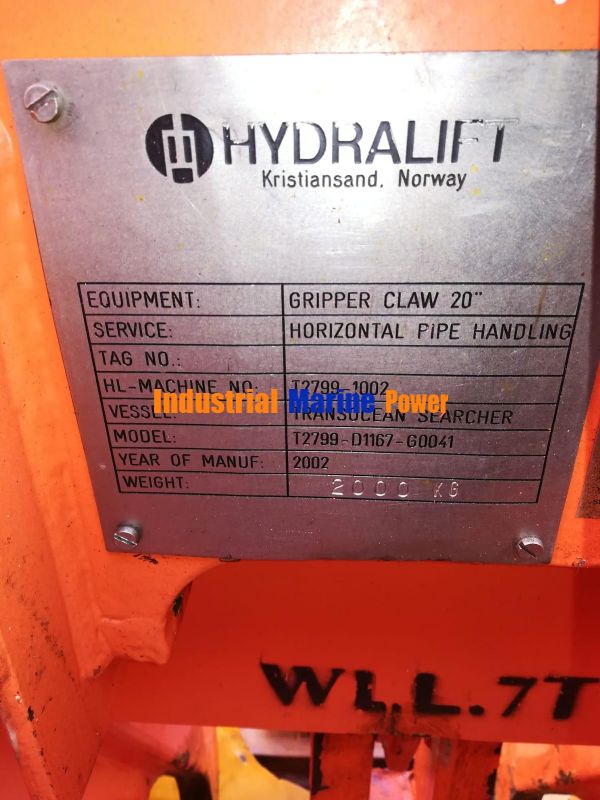 HYDRALIFT
Kristiansand, Norway
EQUIPMENT: GRIPPER CLAW 20"
SERVICE: HORIZONTAL PIPE HANDLING
TAG NO.:
HL-MACHINE NO: T2799-1002
Industrial Marine Power
VESSEL: TRANSOCEAN SEARCHER
MODEL: T2799-D1167-G0041
YEAR OF MANUF: 2002
WEIGHT: 2000 KG
W.L.L. 7T